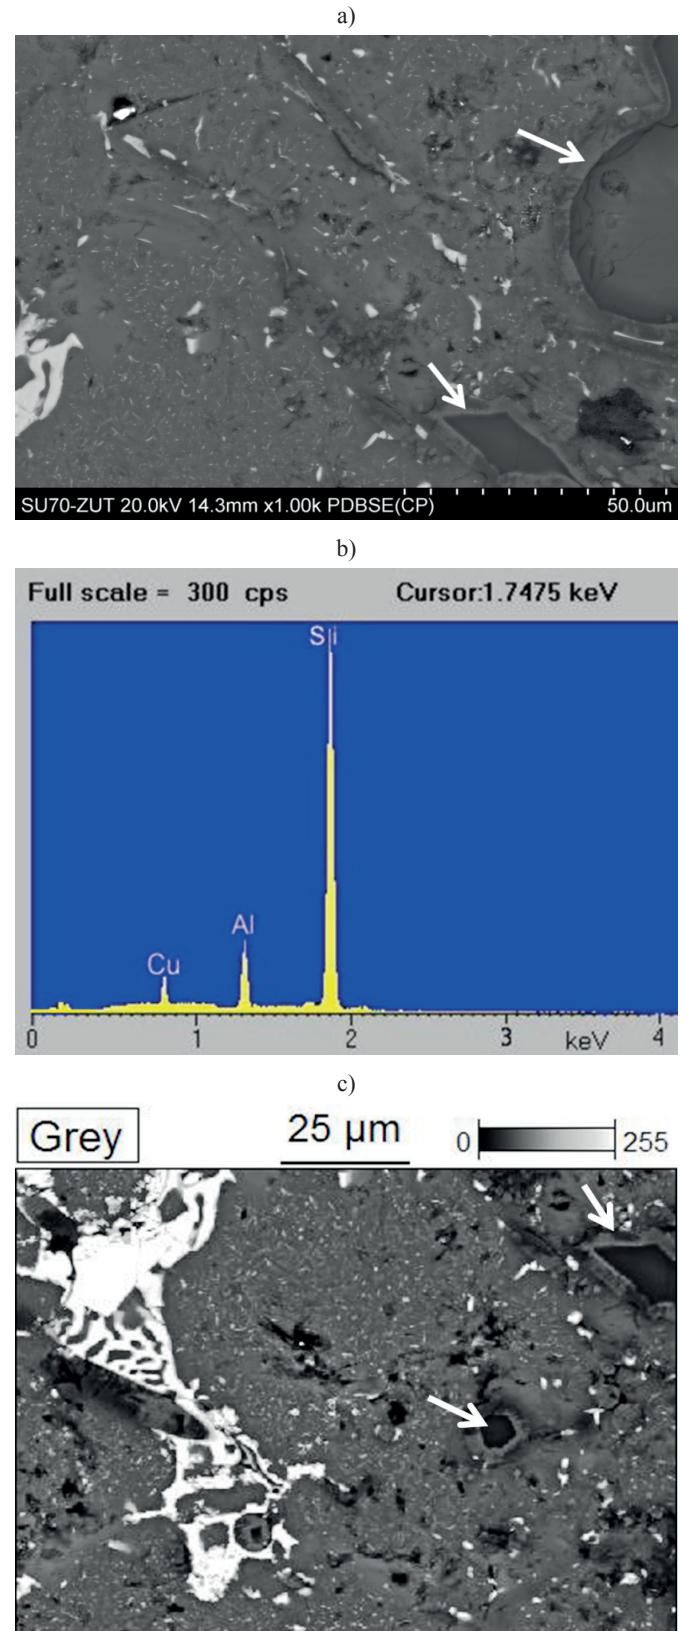 a)
SU70-ZUT 20.0kV 14.3mm x1.00k PDBSE(CP) 50.0um
b)
Full scale = 300 cps Cursor:1.7475 keV
Si
Al
Cu
0 1 2 3 keV 4
c)
Grey 25 μm 0 255